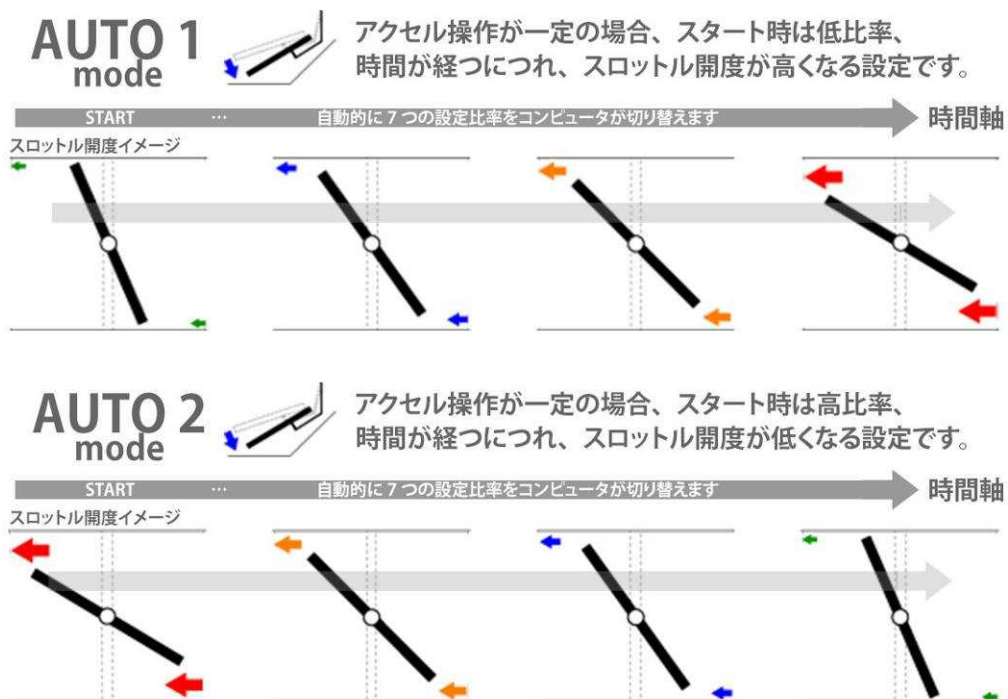 AUTO 1
mode
アクセル操作が一定の場合、スタート時は低比率、
時間が経つにつれ、スロットル開度が高くなる設定です。
START … 自動的に7つの設定比率をコンピュータが切り替えます 時間軸
スロットル開度イメージ
AUTO 2
mode
アクセル操作が一定の場合、スタート時は高比率、
時間が経つにつれ、スロットル開度が低くなる設定です。
START … 自動的に7つの設定比率をコンピュータが切り替えます 時間軸
スロットル開度イメージ